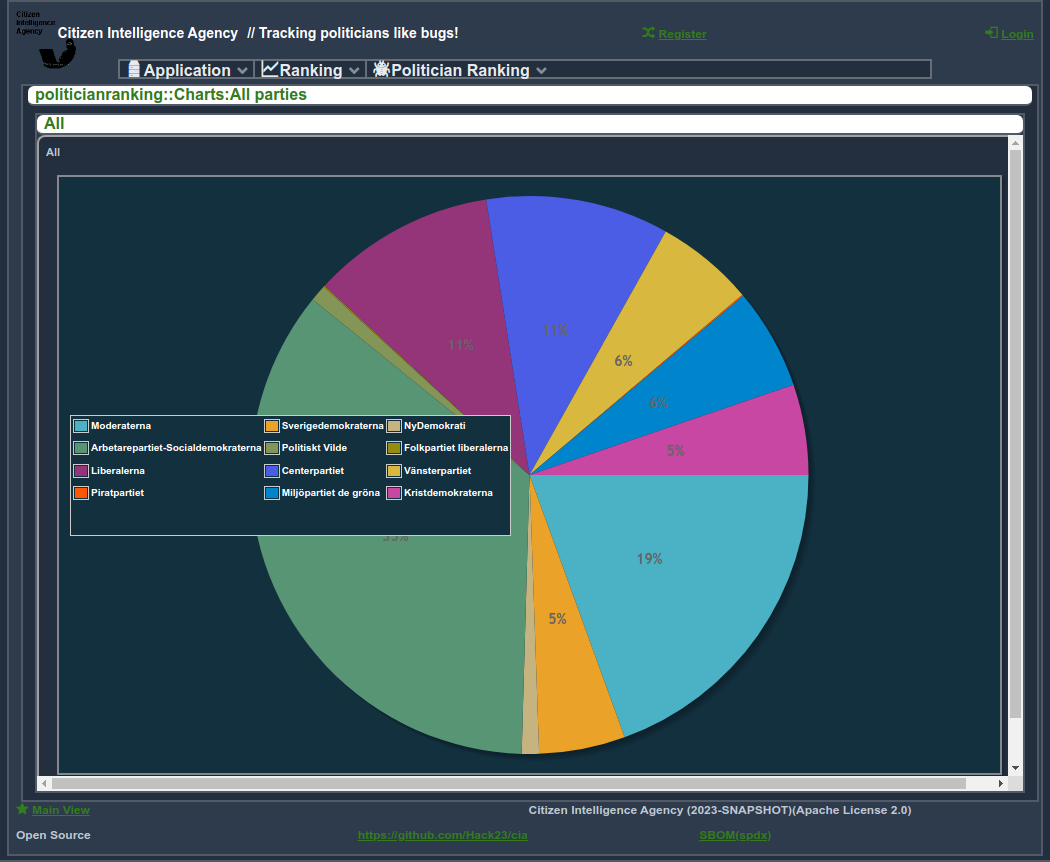 Citizen
Intelligence
Agency
Citizen Intelligence Agency // Tracking politicians like bugs!
Register
Login
Application
Ranking
Politician Ranking
politicianranking::Charts:All parties
All
All
11%
11%
6%
6%
5%
Moderaterna
Sverigedemokraterna
NyDemokrati
Arbetarepartiet-Socialdemokraterna
Politiskt Vilde
Folkpartiet liberalerna
Liberalerna
Centerpartiet
Vänsterpartiet
Piratpartiet
Miljöpartiet de gröna
Kristdemokraterna
19%
5%
Main View
Citizen Intelligence Agency (2023-SNAPSHOT)(Apache License 2.0)
Open Source
https://github.com/Hack23/cia
SBOM(spdx)